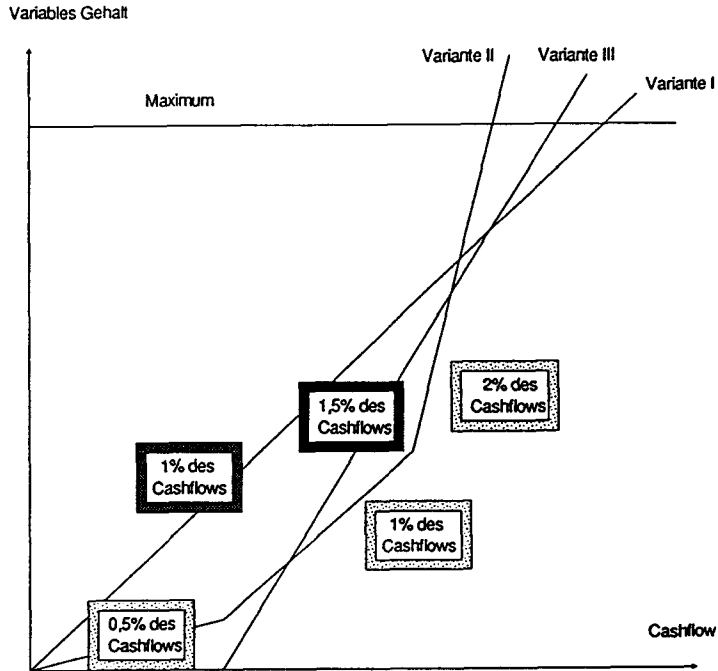 Variables Gehalt
Variante II
Variante III
Variante I
Maximum
2% des
Cashflows
1,5% des
Cashflows
1% des
Cashflows
1% des
Cashflows
0,5% des
Cashflows
Cashflow